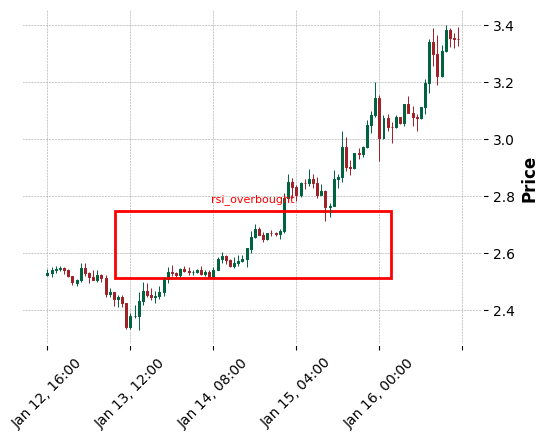 3.4
3.2
3.0
2.8
2.6
2.4
Price
rsi_overbought
Jan 12, 16:00
Jan 13, 12:00
Jan 14, 08:00
Jan 15, 04:00
Jan 16, 00:00